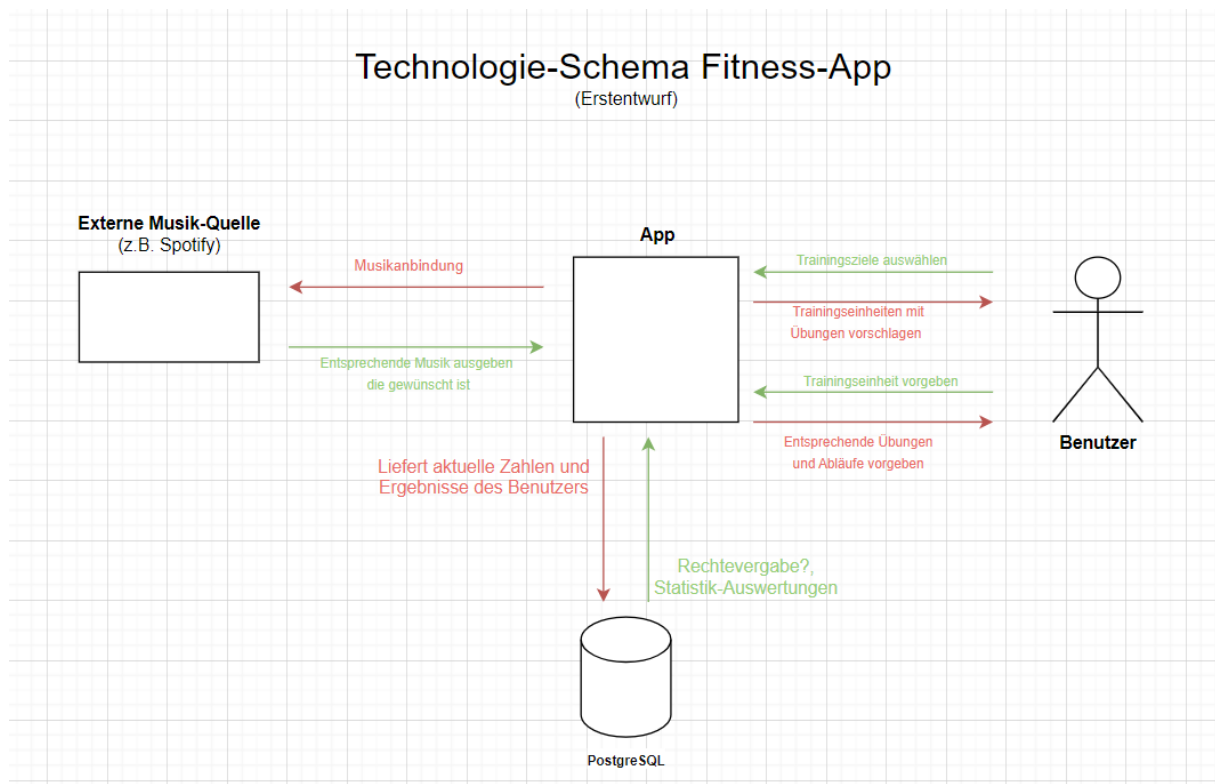 Technologie-Schema Fitness-App
(Erstentwurf)
Externe Musik-Quelle
(z.B. Spotify)
Musikanbindung
Entsprechende Musik ausgeben
die gewünscht ist
App
Trainingsziele auswählen
Trainingseinheiten mit
Übungen vorschlagen
Trainingseinheit vorgeben
Entsprechende Übungen
und Abläufe vorgeben
Benutzer
Liefert aktuelle Zahlen und
Ergebnisse des Benutzers
Rechtevergabe?,
Statistik-Auswertungen
PostgreSQL